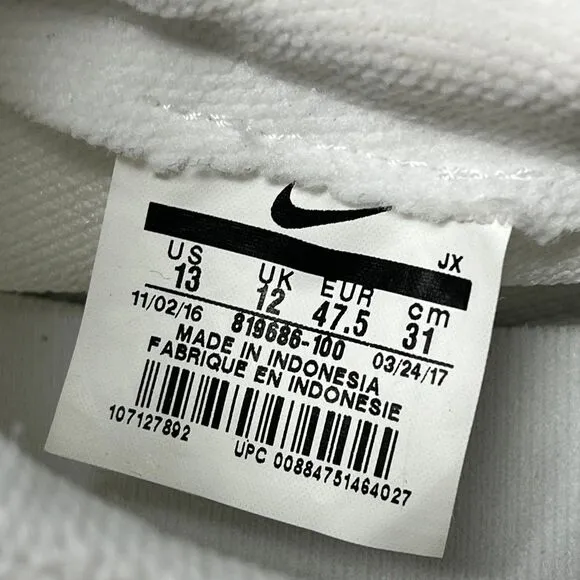 JX
US UK EUR cm
13 12 47.5 31
11/02/16 819686-100 03/24/17
MADE IN INDONESIA
FABRIQUE EN INDONESIE
107127892 UPC 00884751464027